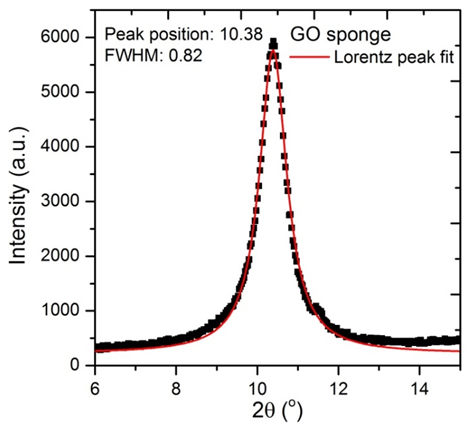 Peak position: 10.38
FWHM: 0.82
GO sponge
Lorentz peak fit
Intensity (a.u.)
6000
5000
4000
3000
2000
1000
0
6
8
10
12
14
2θ (°)